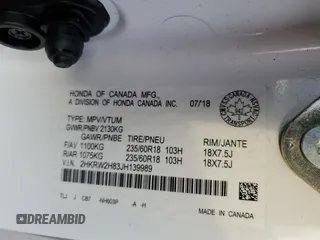 HONDA OF CANADA MFG.,
A DIVISION OF HONDA CANADA INC. 07/18
TYPE: MPV/VTUM
GVWR/PNBV 2130KG
GAWR/PNBE TIRE/PNEU RIM/JANTE
F/AV 1100KG 235/60R18 103H 18X7.5J
R/AR 1075KG 235/60R18 103H 18X7.5J
V.I.N. 2HKRW2H83JH139989
A H
MADE IN CANADA
AUTOBIDMASTER